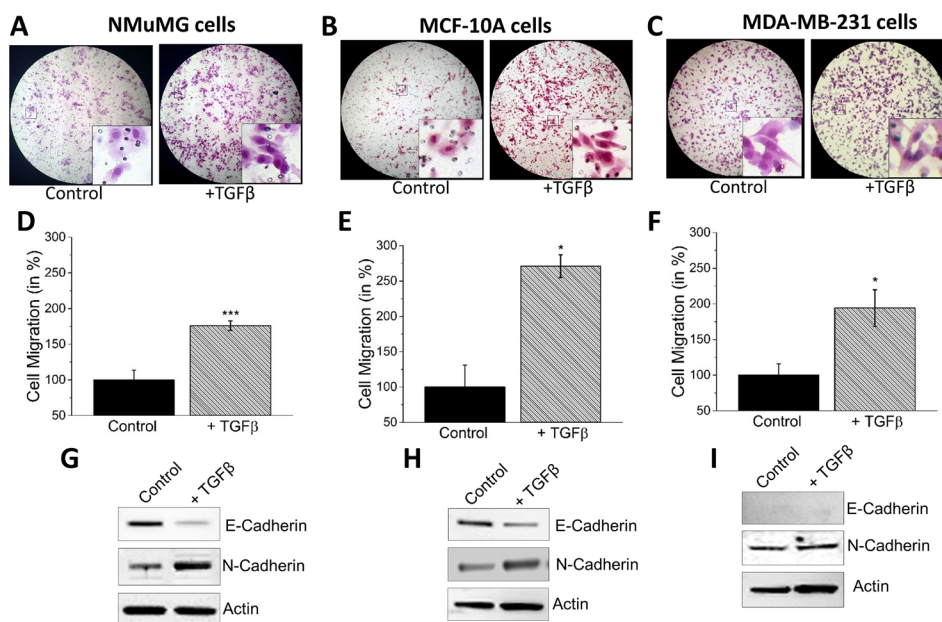 A NMuMG cells
B MCF-10A cells
C MDA-MB-231 cells
Control +TGFβ
Control +TGFβ
Control +TGFβ
D
Cell Migration (in %)
300
250
200
150
100
50
***
Control + TGFβ
E
Cell Migration (in %)
300
250
200
150
100
50
*
Control + TGFβ
F
Cell Migration (in %)
300
250
200
150
100
50
*
Control + TGFβ
G
Control + TGFβ
E-Cadherin
N-Cadherin
Actin
H
Control + TGFβ
E-Cadherin
N-Cadherin
Actin
I
Control + TGFβ
E-Cadherin
N-Cadherin
Actin